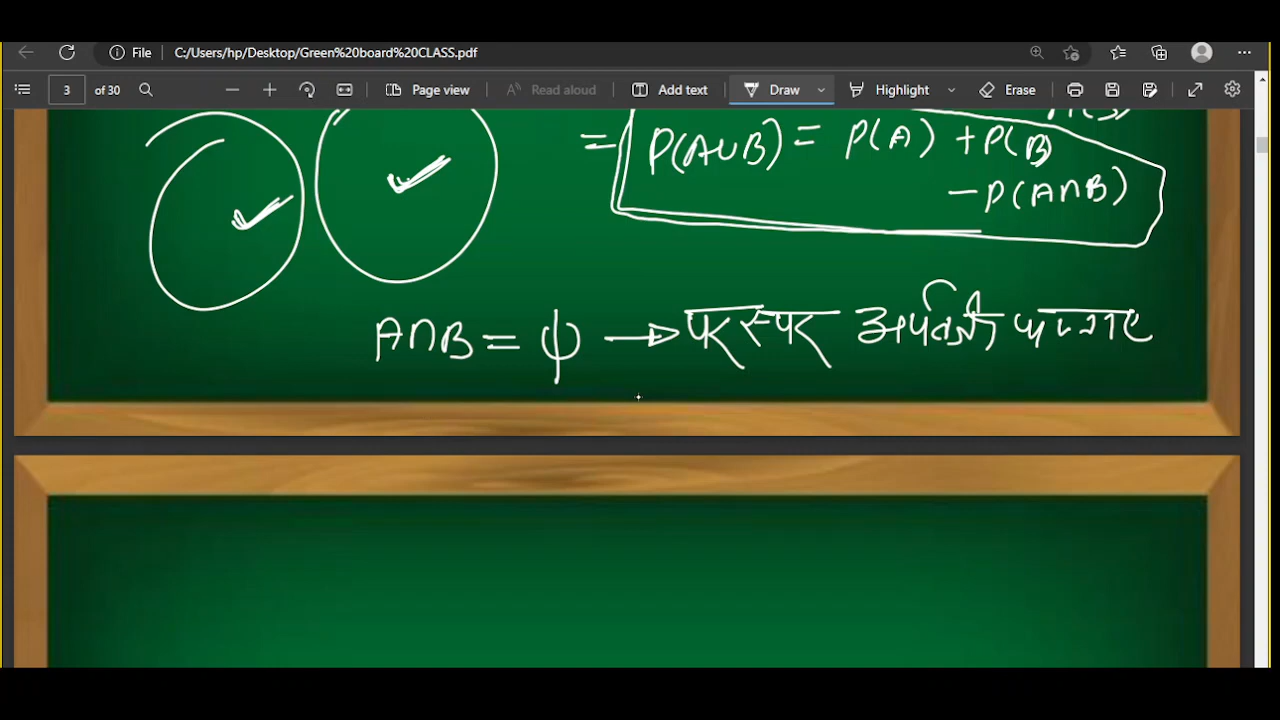 File C:/Users/hp/Desktop/Green%20board%20CLASS.pdf
3 of 30 Page view Read aloud Add text Draw Highlight Erase
= P(A∪B) = P(A) + P(B)
- P(A∩B)
A∩B = φ → परस्पर अपवर्जी घटनाएं